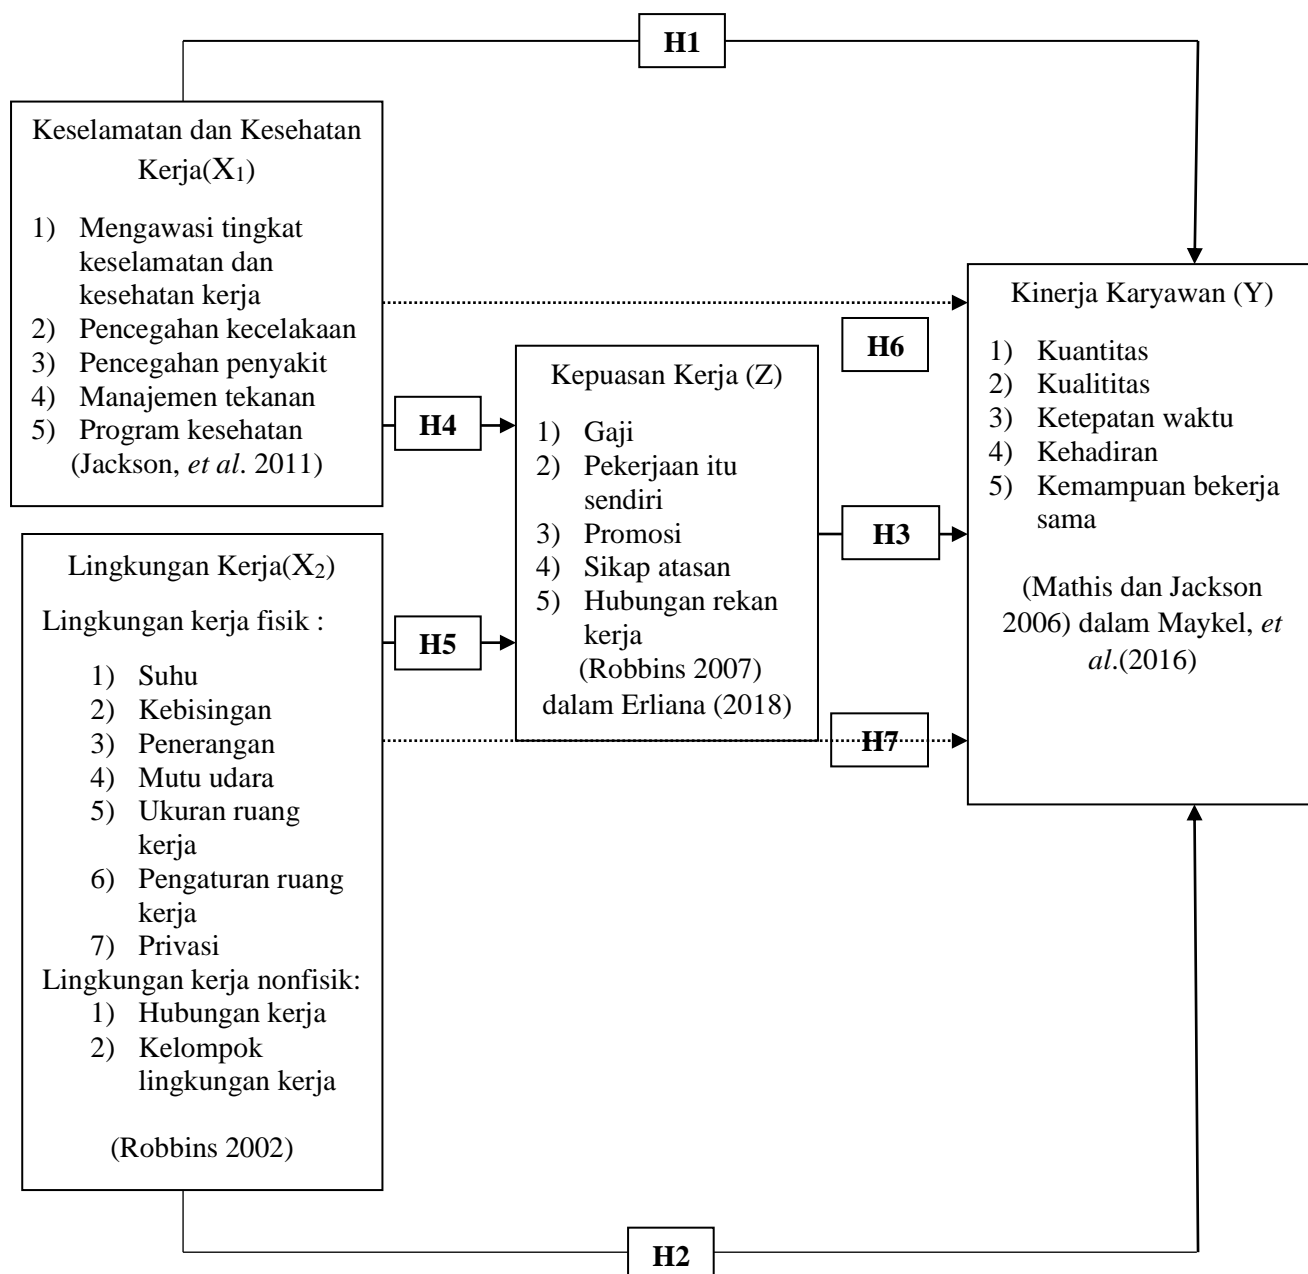 H1
Keselamatan dan Kesehatan
Kerja(X₁)
1) Mengawasi tingkat
keselamatan dan
kesehatan kerja
2) Pencegahan kecelakaan
3) Pencegahan penyakit
4) Manajemen tekanan
5) Program kesehatan
(Jackson, et al. 2011)
H4
Lingkungan Kerja(X₂)
Lingkungan kerja fisik :
1) Suhu
2) Kebisingan
3) Penerangan
4) Mutu udara
5) Ukuran ruang
kerja
6) Pengaturan ruang
kerja
7) Privasi
Lingkungan kerja nonfisik:
1) Hubungan kerja
2) Kelompok
lingkungan kerja
(Robbins 2002)
H5
Kepuasan Kerja (Z)
1) Gaji
2) Pekerjaan itu
sendiri
3) Promosi
4) Sikap atasan
5) Hubungan rekan
kerja
(Robbins 2007)
dalam Erliana (2018)
H6
H3
H7
Kinerja Karyawan (Y)
1) Kuantitas
2) Kualititas
3) Ketepatan waktu
4) Kehadiran
5) Kemampuan bekerja
sama
(Mathis dan Jackson
2006) dalam Maykel, et
al.(2016)
H2